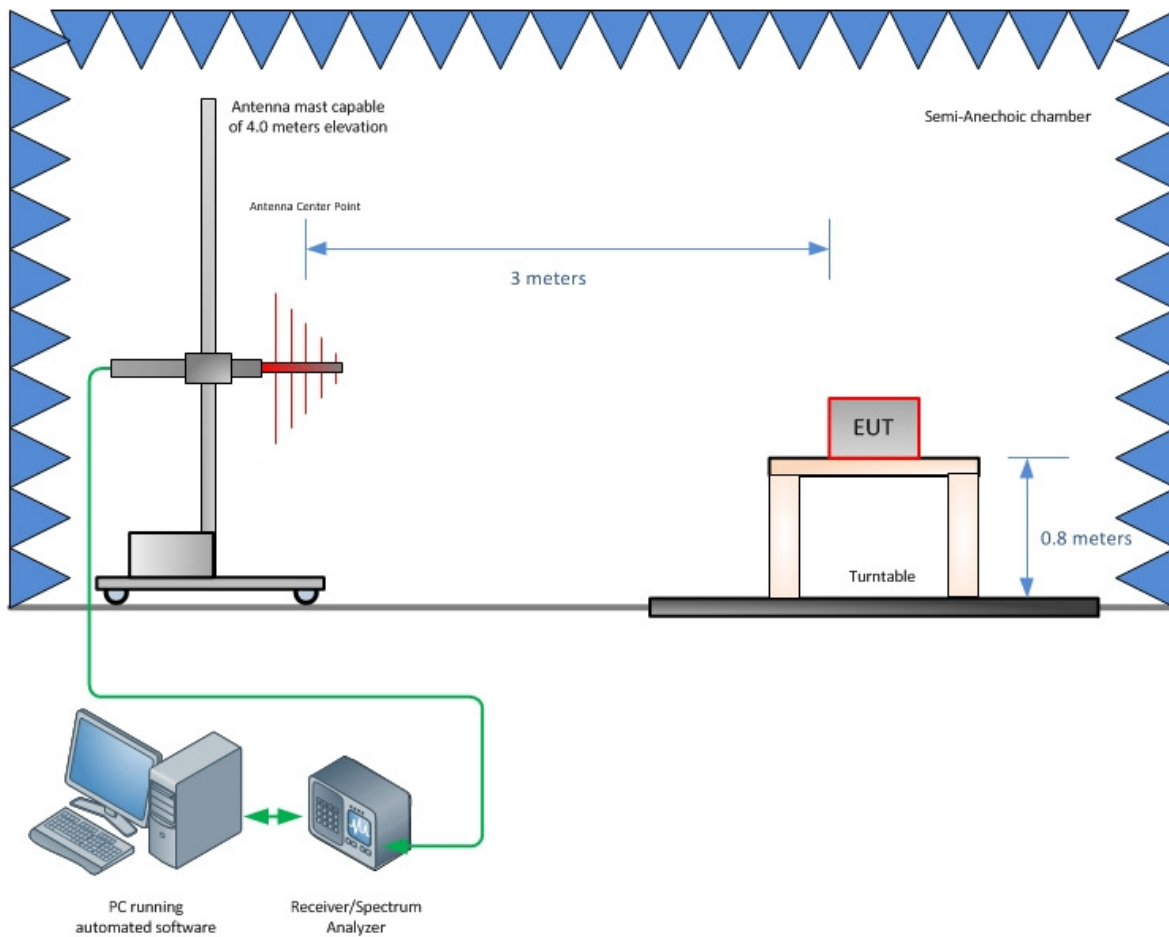 Antenna mast capable
of 4.0 meters elevation
Semi-Anechoic chamber
Antenna Center Point
3 meters
EUT
0.8 meters
Turntable
PC running
automated software
Receiver/Spectrum
Analyzer